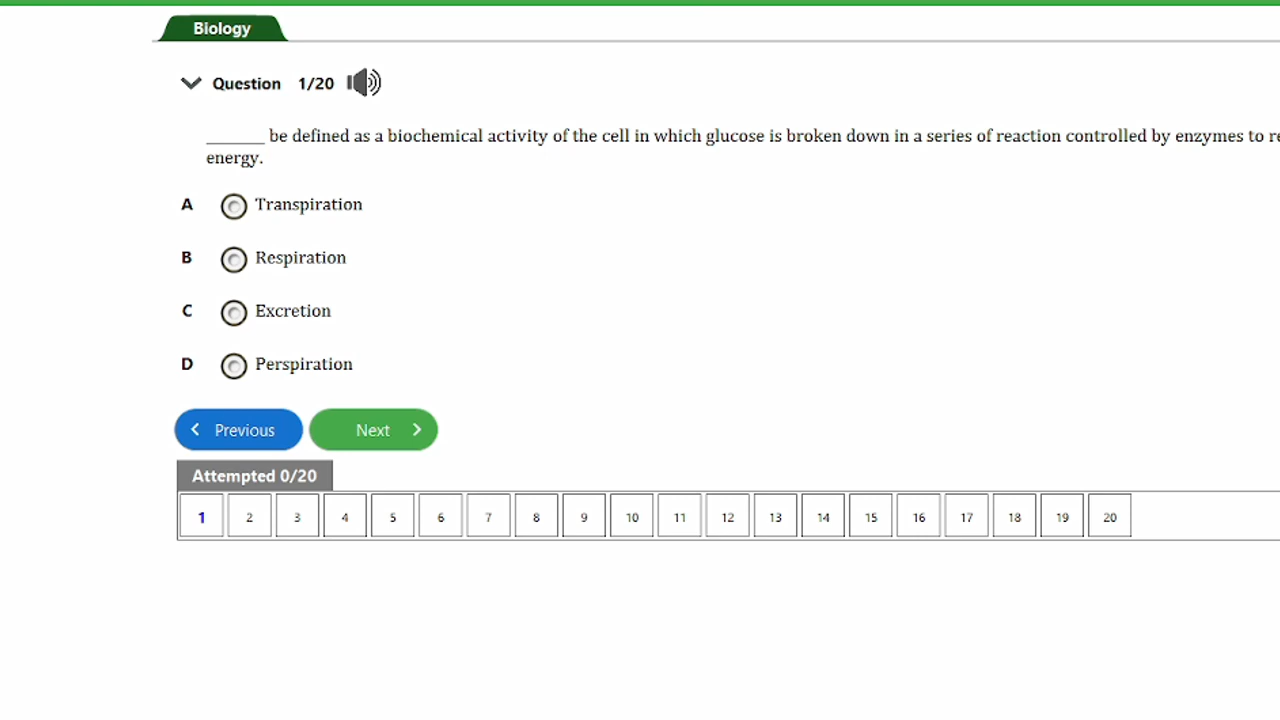 Biology
Question 1/20
_______ be defined as a biochemical activity of the cell in which glucose is broken down in a series of reaction controlled by enzymes to
energy.
A Transpiration
B Respiration
C Excretion
D Perspiration
Previous Next
Attempted 0/20
1 2 3 4 5 6 7 8 9 10 11 12 13 14 15 16 17 18 19 20